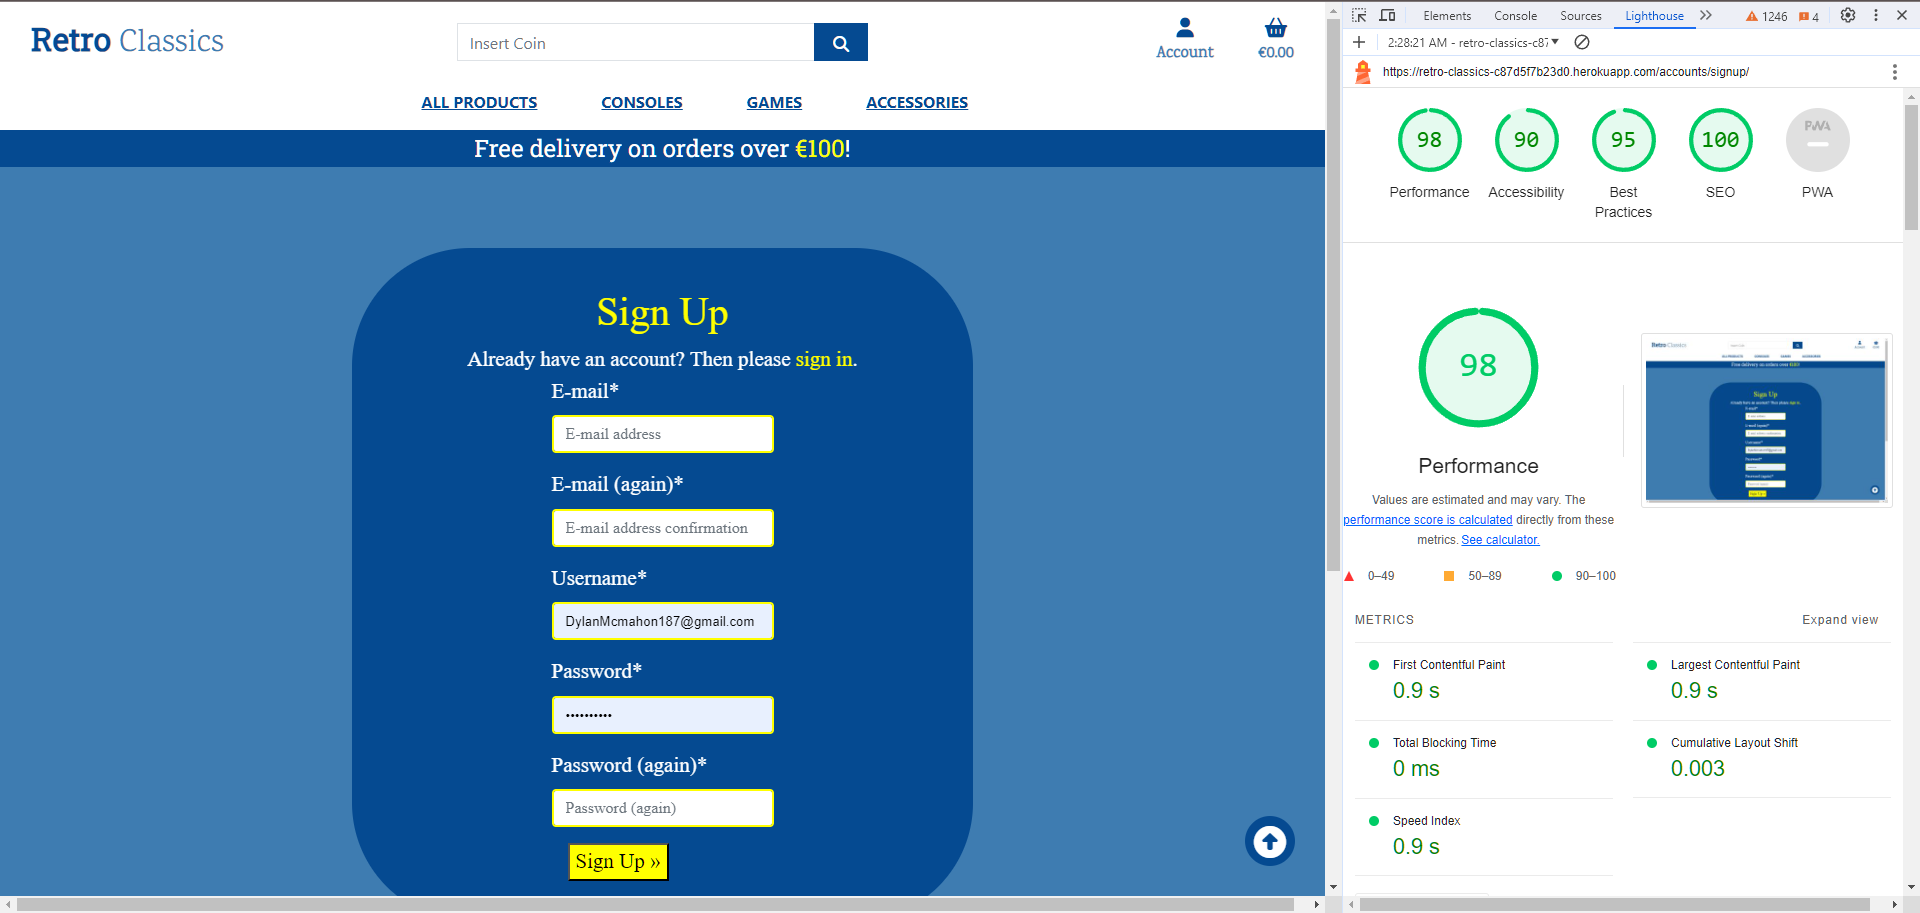 Retro Classics
Insert Coin
Account
€0.00
ALL PRODUCTS CONSOLES GAMES ACCESSORIES
Free delivery on orders over €100!
Sign Up
Already have an account? Then please sign in.
E-mail*
E-mail address
E-mail (again)*
E-mail address confirmation
Username*
DylanMcmahon187@gmail.com
Password*
••••••••••
Password (again)*
Password (again)
Sign Up »
Elements Console Sources Lighthouse 1246 4
2:28:21 AM - retro-classics-c87
https://retro-classics-c87d5f7b23d0.herokuapp.com/accounts/signup/
98 90 95 100 PWA
Performance Accessibility Best Practices SEO PWA
98
Performance
Values are estimated and may vary. The
performance score is calculated directly from these
metrics. See calculator.
0–49 50–89 90–100
METRICS
Expand view
First Contentful Paint
0.9 s
Largest Contentful Paint
0.9 s
Total Blocking Time
0 ms
Cumulative Layout Shift
0.003
Speed Index
0.9 s